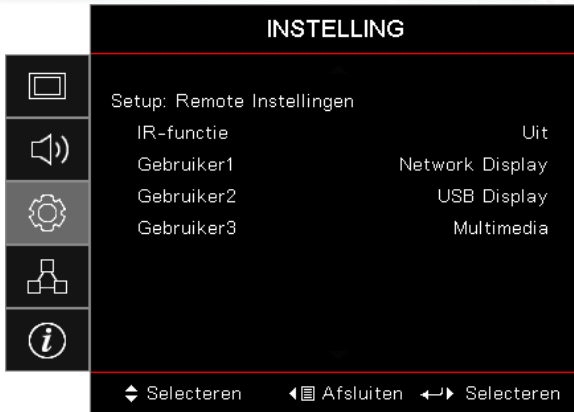 INSTELLING
Setup: Remote Instellingen
IR-functie Uit
Gebruiker1 Network Display
Gebruiker2 USB Display
Gebruiker3 Multimedia
Selecteren Afsluiten Selecteren